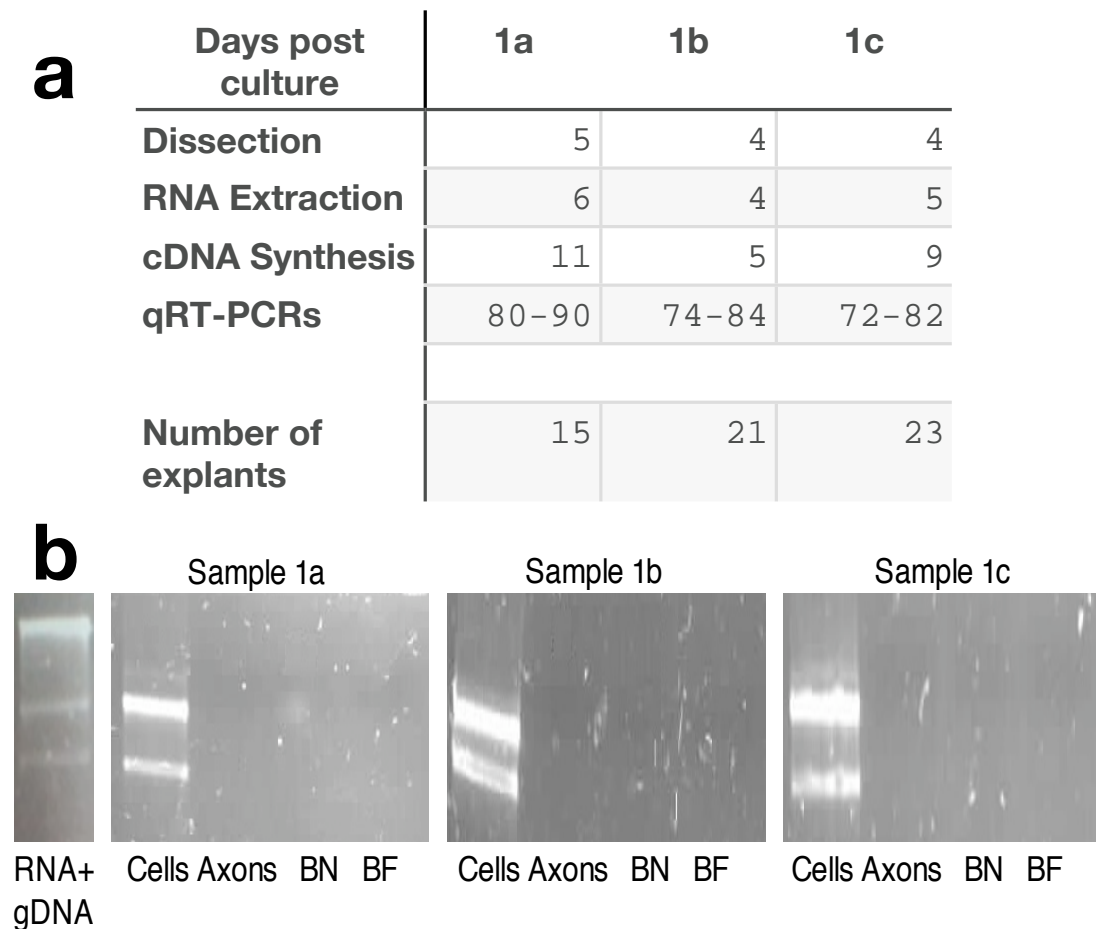 a
Days post culture 1a 1b 1c
Dissection 5 4 4
RNA Extraction 6 4 5
cDNA Synthesis 11 5 9
qRT-PCRs 80-90 74-84 72-82
Number of explants 15 21 23
b
Sample 1a Sample 1b Sample 1c
RNA+ gDNA
Cells Axons BN BF
Cells Axons BN BF
Cells Axons BN BF